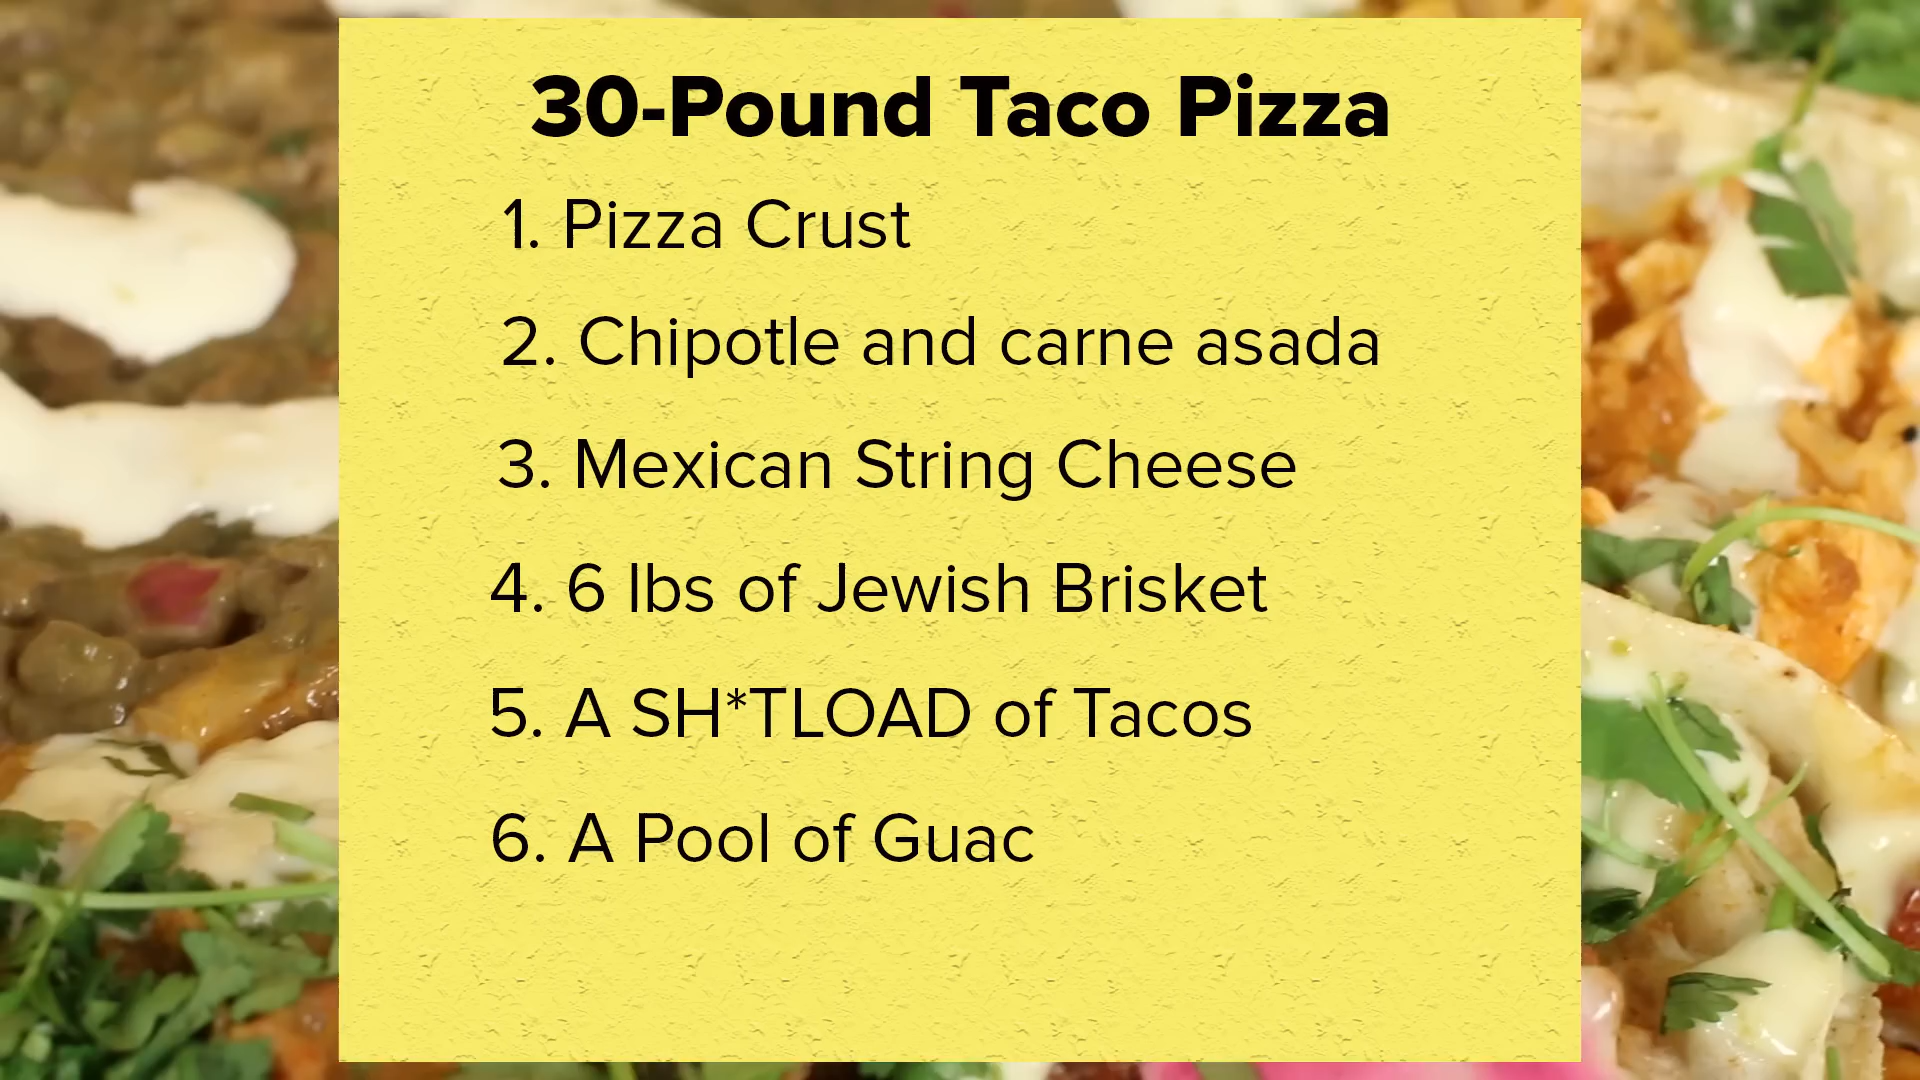 30-Pound Taco Pizza
1. Pizza Crust
2. Chipotle and carne asada
3. Mexican String Cheese
4. 6 lbs of Jewish Brisket
5. A SH*TLOAD of Tacos
6. A Pool of Guac